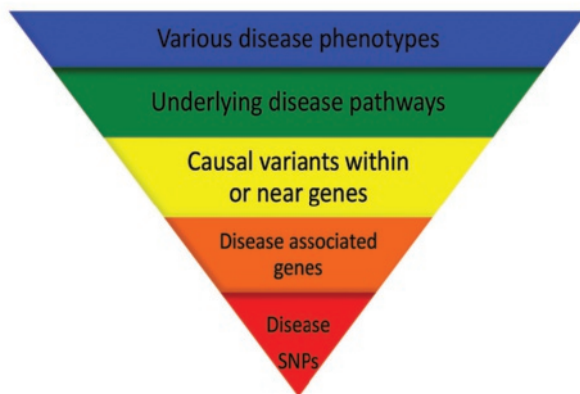 Various disease phenotypes
Underlying disease pathways
Causal variants within
or near genes
Disease associated
genes
Disease
SNPs